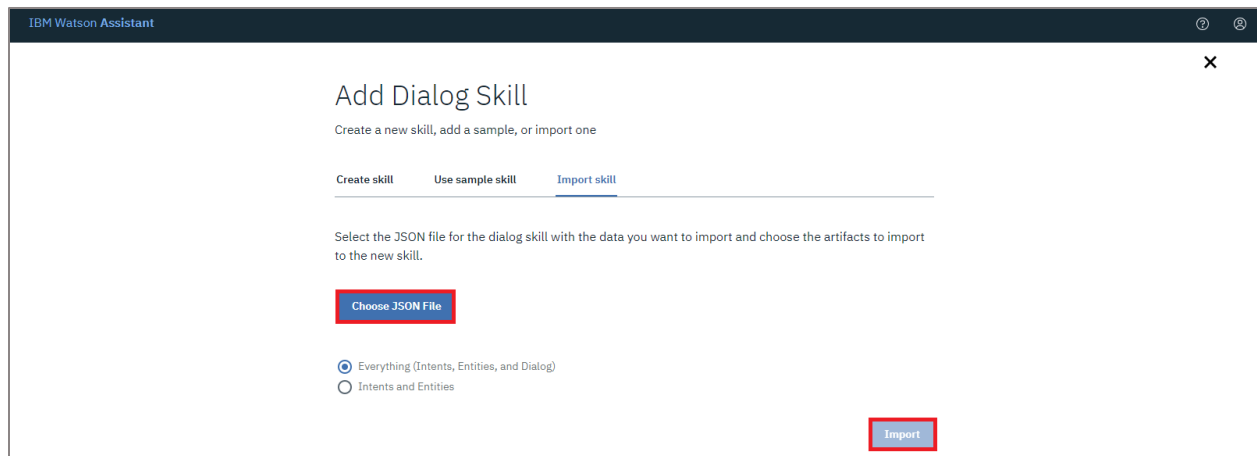 IBM Watson Assistant
Add Dialog Skill
Create a new skill, add a sample, or import one
Create skill Use sample skill Import skill
Select the JSON file for the dialog skill with the data you want to import and choose the artifacts to import
to the new skill.
Choose JSON File
Everything (Intents, Entities, and Dialog)
Intents and Entities
Import